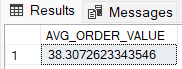 Results Messages
AVG_ORDER_VALUE
1 38.3072623343546